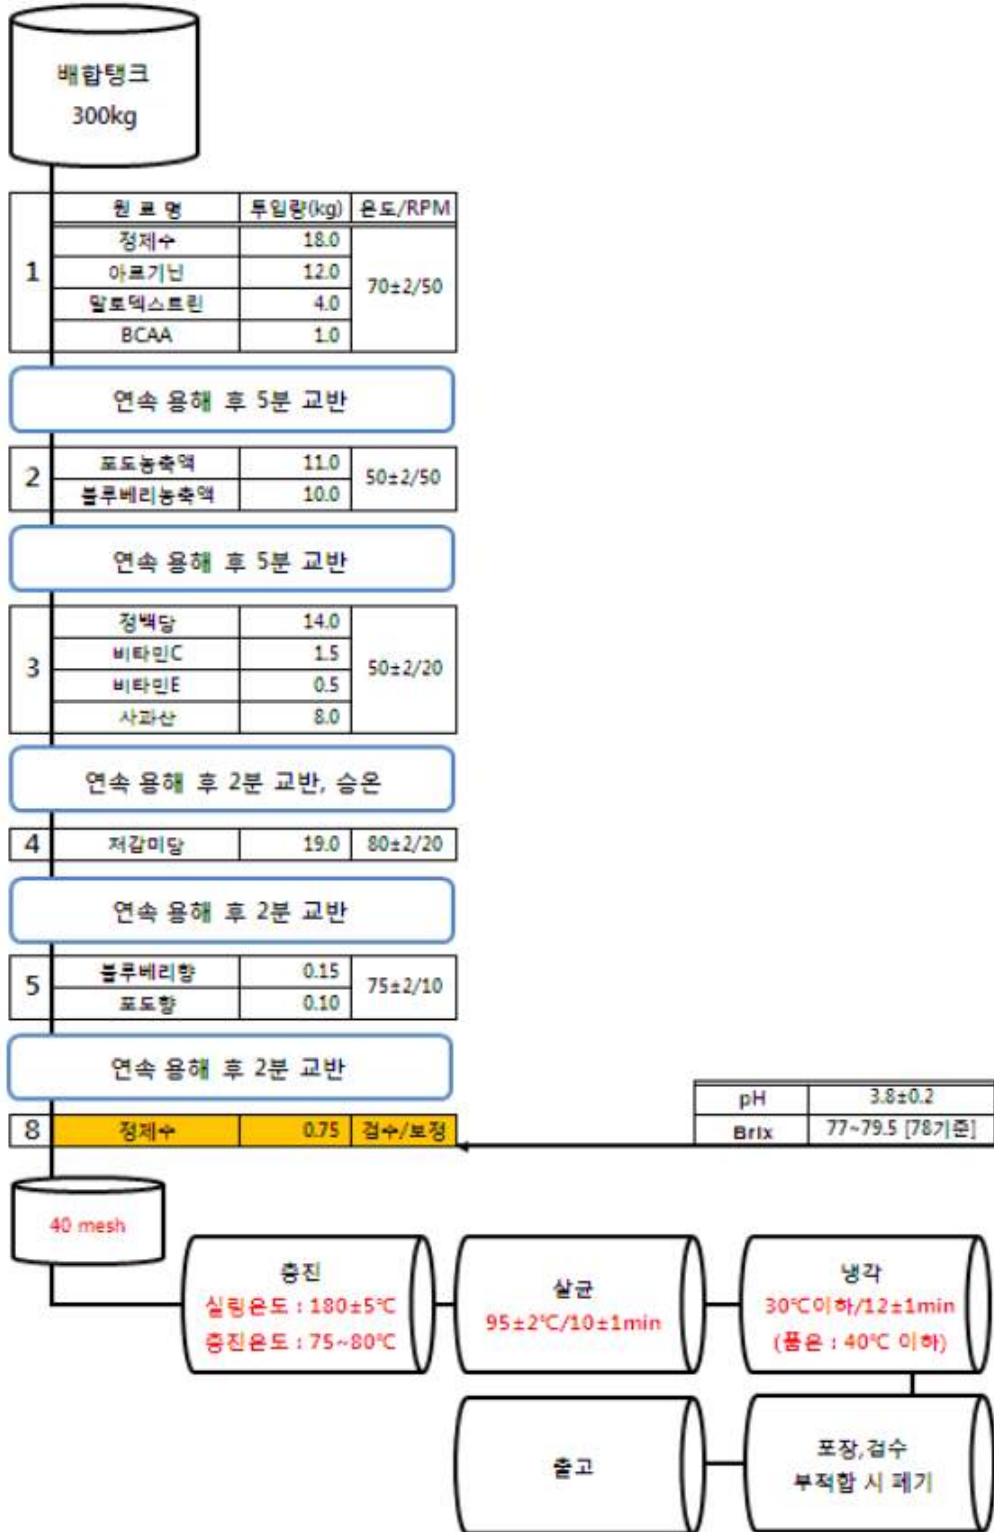 배합탱크
300kg
원 료 명 투입량(kg) 온도/RPM
1
정제수 18.0
아르기닌 12.0
말토덱스트린 4.0
BCAA 1.0
70±2/50
연속 용해 후 5분 교반
2
포도농축액 11.0
블루베리농축액 10.0
50±2/50
연속 용해 후 5분 교반
3
정백당 14.0
비타민C 1.5
비타민E 0.5
사과산 8.0
50±2/20
연속 용해 후 2분 교반, 승온
4 저감미당 19.0 80±2/20
연속 용해 후 2분 교반
5
블루베리향 0.15
포도향 0.10
75±2/10
연속 용해 후 2분 교반
8 정제수 0.75 검수/보정
pH 3.8±0.2
Brix 77~79.5 [78기준]
40 mesh
충진
실링온도 : 180±5℃
충진온도 : 75~80℃
살균
95±2℃/10±1min
냉각
30℃이하/12±1min
(품온 : 40℃ 이하)
포장,검수
부적합 시 폐기
출고